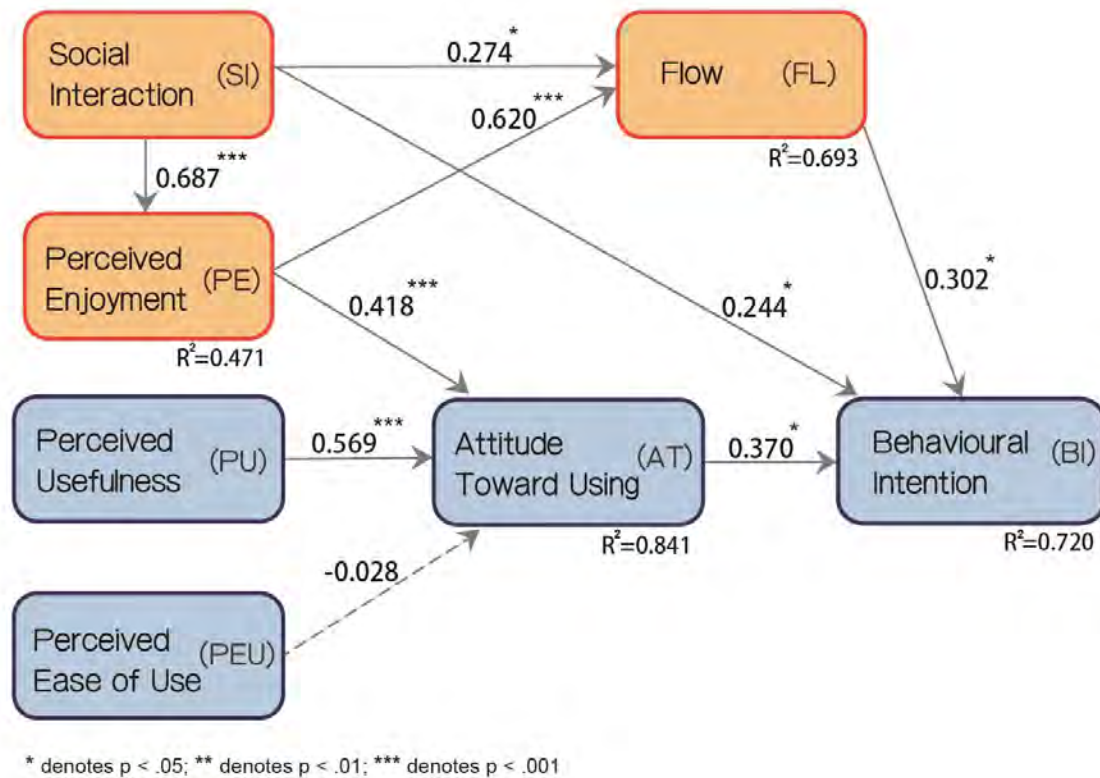 Social
Interaction (SI)
0.274*
Flow (FL)
0.620***
R²=0.693
0.687***
Perceived
Enjoyment (PE)
R²=0.471
0.418***
0.244*
0.302*
Perceived
Usefulness (PU)
0.569***
Attitude
Toward Using (AT)
R²=0.841
0.370*
Behavioural
Intention (BI)
R²=0.720
-0.028
Perceived
Ease of Use (PEU)
* denotes p < .05; ** denotes p < .01; *** denotes p < .001